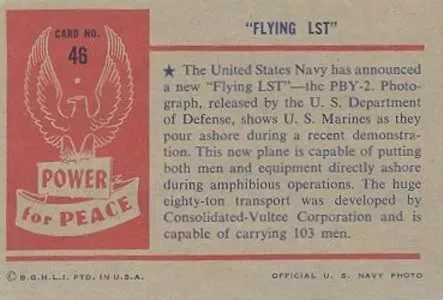 CARD NO.
46
POWER
for PEACE
"FLYING LST"
★ The United States Navy has announced
a new "Flying LST"—the PBY-2. Photo-
graph, released by the U. S. Department
of Defense, shows U. S. Marines as they
pour ashore during a recent demonstra-
tion. This new plane is capable of putting
both men and equipment directly ashore
during amphibious operations. The huge
eighty-ton transport was developed by
Consolidated-Vultee Corporation and is
capable of carrying 103 men.
© B.G.H.L.I. PTD. IN U.S.A.
OFFICIAL U. S. NAVY PHOTO